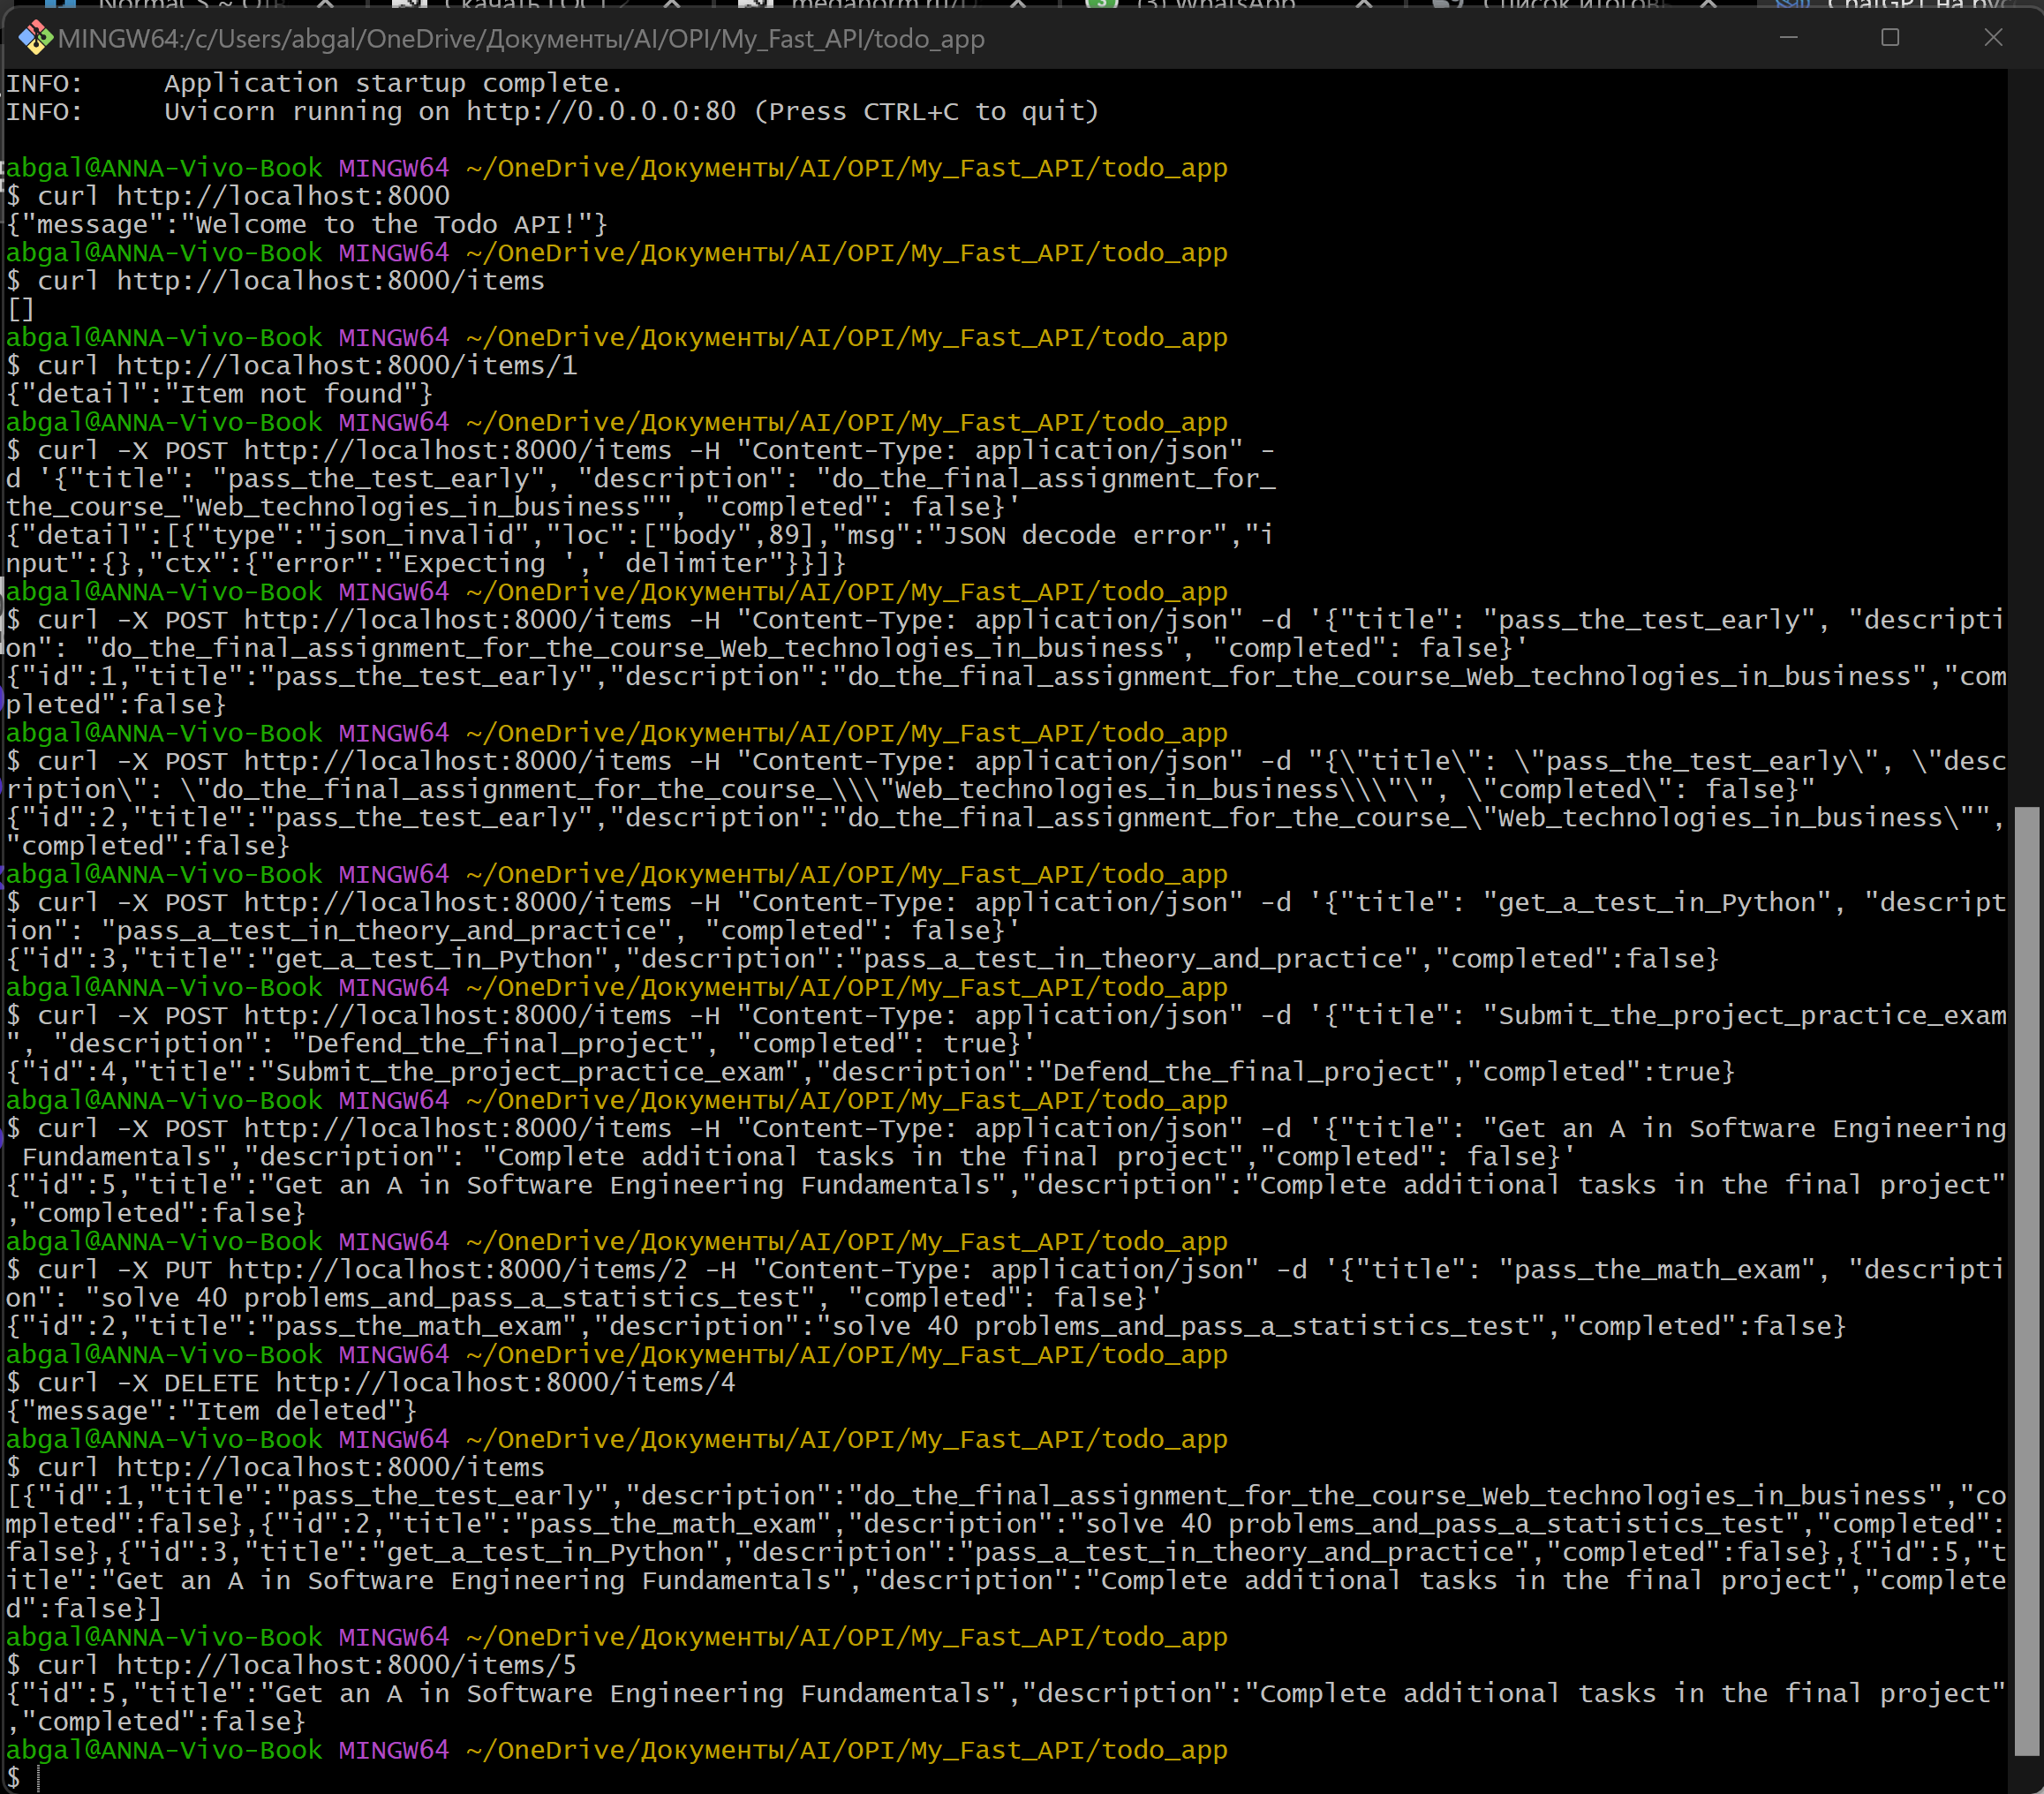 MINGW64:/c/Users/abgal/OneDrive/Документы/AI/OPI/My_Fast_API/todo_app
INFO:     Application startup complete.
INFO:     Uvicorn running on http://0.0.0.0:80 (Press CTRL+C to quit)
abgal@ANNA-Vivo-Book MINGW64 ~/OneDrive/Документы/AI/OPI/My_Fast_API/todo_app
$ curl http://localhost:8000
{"message":"Welcome to the Todo API!"}
abgal@ANNA-Vivo-Book MINGW64 ~/OneDrive/Документы/AI/OPI/My_Fast_API/todo_app
$ curl http://localhost:8000/items
[]
abgal@ANNA-Vivo-Book MINGW64 ~/OneDrive/Документы/AI/OPI/My_Fast_API/todo_app
$ curl http://localhost:8000/items/1
{"detail":"Item not found"}
abgal@ANNA-Vivo-Book MINGW64 ~/OneDrive/Документы/AI/OPI/My_Fast_API/todo_app
$ curl -X POST http://localhost:8000/items -H "Content-Type: application/json" -
d '{"title": "pass_the_test_early", "description": "do_the_final_assignment_for_
the_course_"Web_technologies_in_business"", "completed": false}'
{"detail":[{"type":"json_invalid","loc":["body",89],"msg":"JSON decode error","i
nput":{},"ctx":{"error":"Expecting ',' delimiter"}}]}
abgal@ANNA-Vivo-Book MINGW64 ~/OneDrive/Документы/AI/OPI/My_Fast_API/todo_app
$ curl -X POST http://localhost:8000/items -H "Content-Type: application/json" -d '{"title": "pass_the_test_early", "descripti
on": "do_the_final_assignment_for_the_course_Web_technologies_in_business", "completed": false}'
{"id":1,"title":"pass_the_test_early","description":"do_the_final_assignment_for_the_course_Web_technologies_in_business","com
pleted":false}
abgal@ANNA-Vivo-Book MINGW64 ~/OneDrive/Документы/AI/OPI/My_Fast_API/todo_app
$ curl -X POST http://localhost:8000/items -H "Content-Type: application/json" -d "{\"title\": \"pass_the_test_early\", \"desc
ription\": \"do_the_final_assignment_for_the_course_\\\"Web_technologies_in_business\\\"\", \"completed\": false}"
{"id":2,"title":"pass_the_test_early","description":"do_the_final_assignment_for_the_course_\"Web_technologies_in_business\"",
"completed":false}
abgal@ANNA-Vivo-Book MINGW64 ~/OneDrive/Документы/AI/OPI/My_Fast_API/todo_app
$ curl -X POST http://localhost:8000/items -H "Content-Type: application/json" -d '{"title": "get_a_test_in_Python", "descript
ion": "pass_a_test_in_theory_and_practice", "completed": false}'
{"id":3,"title":"get_a_test_in_Python","description":"pass_a_test_in_theory_and_practice","completed":false}
abgal@ANNA-Vivo-Book MINGW64 ~/OneDrive/Документы/AI/OPI/My_Fast_API/todo_app
$ curl -X POST http://localhost:8000/items -H "Content-Type: application/json" -d '{"title": "Submit_the_project_practice_exam
", "description": "Defend_the_final_project", "completed": true}'
{"id":4,"title":"Submit_the_project_practice_exam","description":"Defend_the_final_project","completed":true}
abgal@ANNA-Vivo-Book MINGW64 ~/OneDrive/Документы/AI/OPI/My_Fast_API/todo_app
$ curl -X POST http://localhost:8000/items -H "Content-Type: application/json" -d '{"title": "Get an A in Software Engineering
 Fundamentals","description": "Complete additional tasks in the final project","completed": false}'
{"id":5,"title":"Get an A in Software Engineering Fundamentals","description":"Complete additional tasks in the final project"
,"completed":false}
abgal@ANNA-Vivo-Book MINGW64 ~/OneDrive/Документы/AI/OPI/My_Fast_API/todo_app
$ curl -X PUT http://localhost:8000/items/2 -H "Content-Type: application/json" -d '{"title": "pass_the_math_exam", "descripti
on": "solve 40 problems_and_pass_a_statistics_test", "completed": false}'
{"id":2,"title":"pass_the_math_exam","description":"solve 40 problems_and_pass_a_statistics_test","completed":false}
abgal@ANNA-Vivo-Book MINGW64 ~/OneDrive/Документы/AI/OPI/My_Fast_API/todo_app
$ curl -X DELETE http://localhost:8000/items/4
{"message":"Item deleted"}
abgal@ANNA-Vivo-Book MINGW64 ~/OneDrive/Документы/AI/OPI/My_Fast_API/todo_app
$ curl http://localhost:8000/items
[{"id":1,"title":"pass_the_test_early","description":"do_the_final_assignment_for_the_course_Web_technologies_in_business","co
mpleted":false},{"id":2,"title":"pass_the_math_exam","description":"solve 40 problems_and_pass_a_statistics_test","completed":
false},{"id":3,"title":"get_a_test_in_Python","description":"pass_a_test_in_theory_and_practice","completed":false},{"id":5,"t
itle":"Get an A in Software Engineering Fundamentals","description":"Complete additional tasks in the final project","complete
d":false}]
abgal@ANNA-Vivo-Book MINGW64 ~/OneDrive/Документы/AI/OPI/My_Fast_API/todo_app
$ curl http://localhost:8000/items/5
{"id":5,"title":"Get an A in Software Engineering Fundamentals","description":"Complete additional tasks in the final project"
,"completed":false}
abgal@ANNA-Vivo-Book MINGW64 ~/OneDrive/Документы/AI/OPI/My_Fast_API/todo_app
$